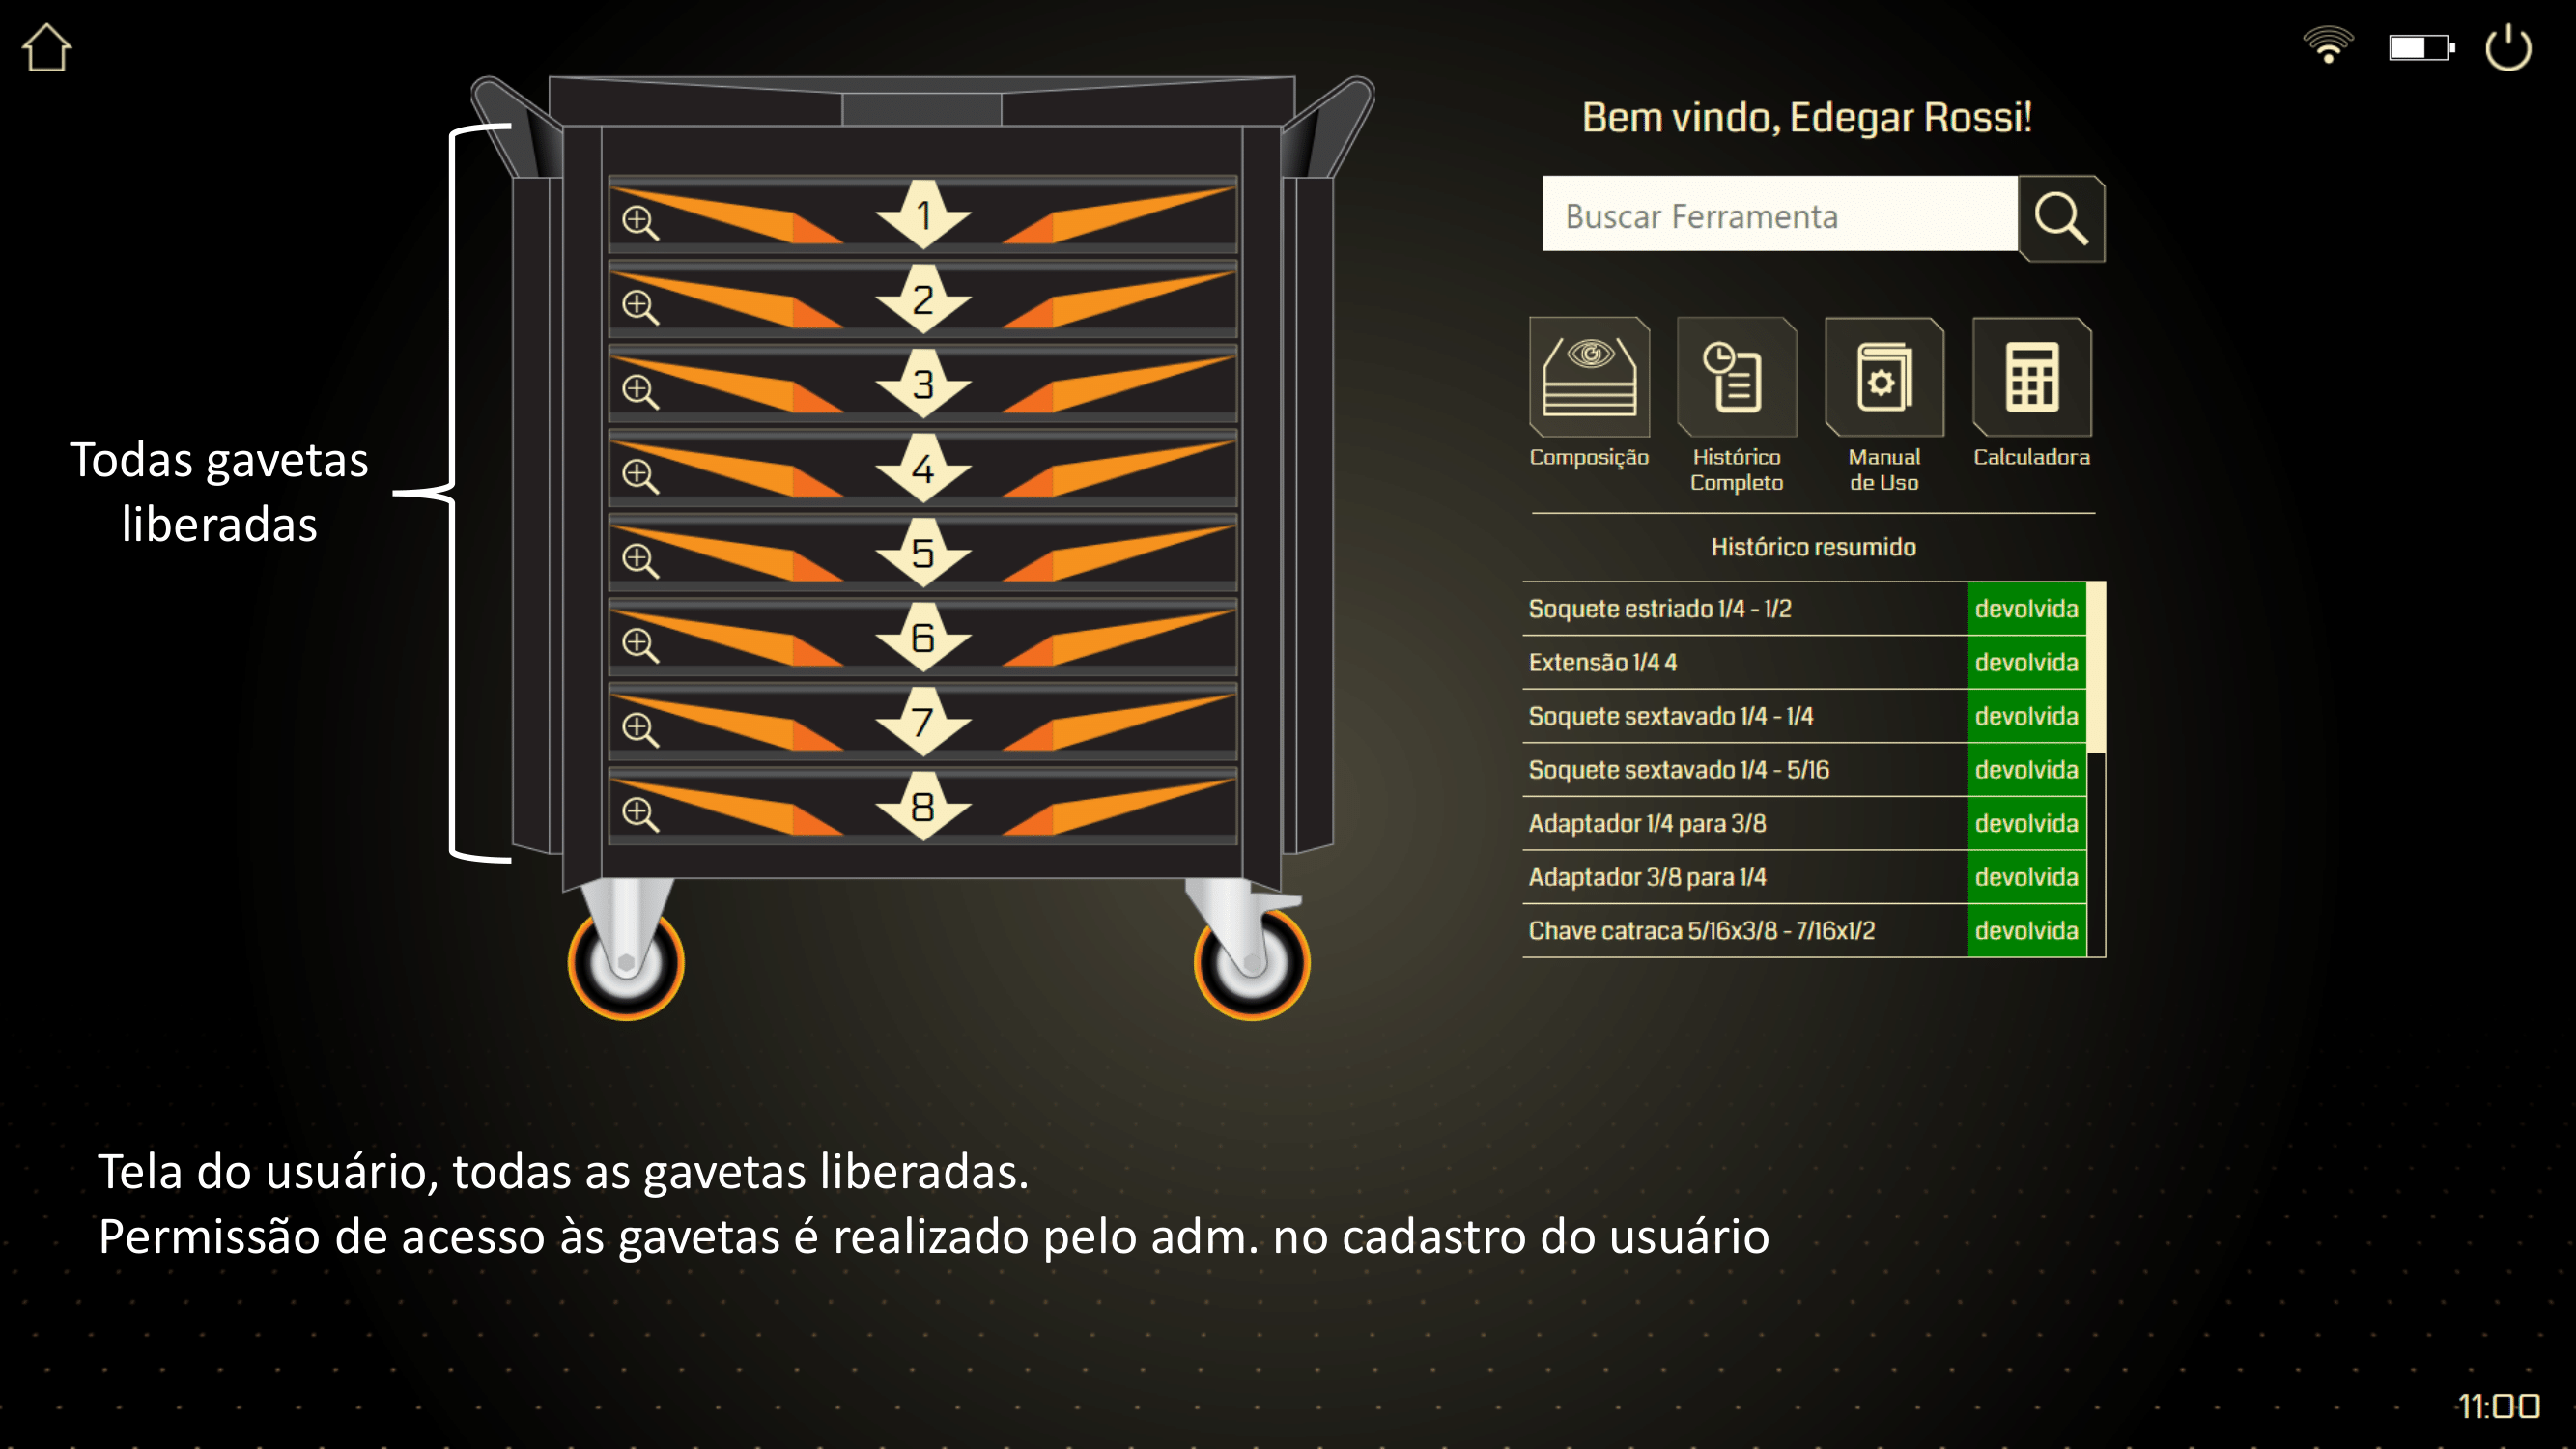 Bem vindo, Edegar Rossi!
Buscar Ferramenta
1
2
3
4
5
6
7
8
Todas gavetas
liberadas
Composição
Histórico
Completo
Manual
de Uso
Calculadora
Histórico resumido
Soquete estriado 1/4 - 1/2 devolvida
Extensão 1/4 4 devolvida
Soquete sextavado 1/4 - 1/4 devolvida
Soquete sextavado 1/4 - 5/16 devolvida
Adaptador 1/4 para 3/8 devolvida
Adaptador 3/8 para 1/4 devolvida
Chave catraca 5/16x3/8 - 7/16x1/2 devolvida
Tela do usuário, todas as gavetas liberadas.
Permissão de acesso às gavetas é realizado pelo adm. no cadastro do usuário
11:00